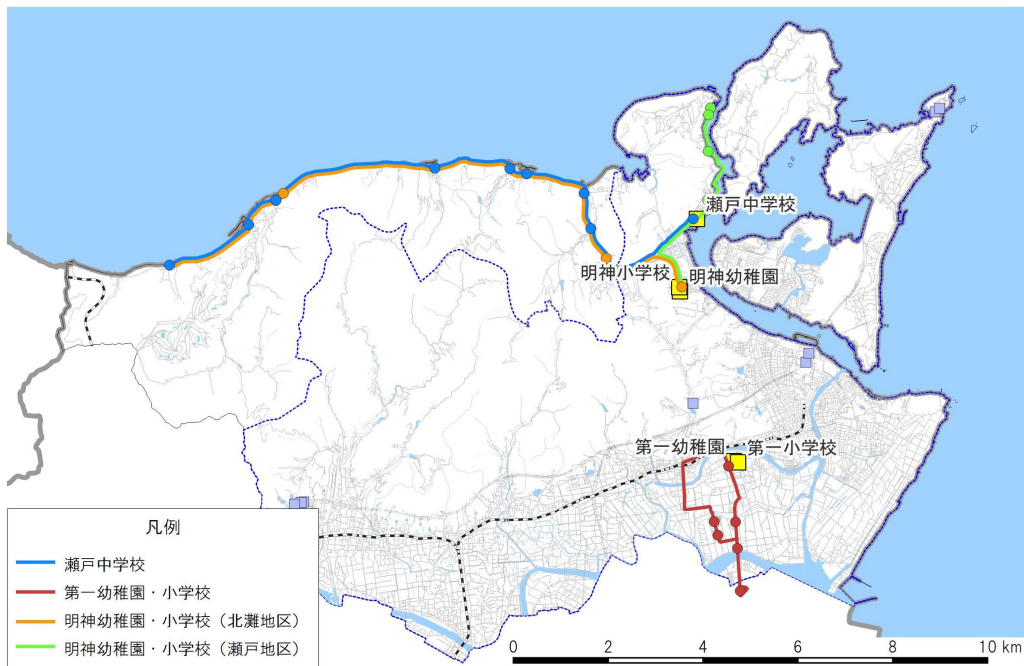 瀬戸中学校
明神小学校
明神幼稚園
第一幼稚園
第一小学校
凡例
瀬戸中学校
第一幼稚園・小学校
明神幼稚園・小学校（北灘地区）
明神幼稚園・小学校（瀬戸地区）
0 2 4 6 8 10 km